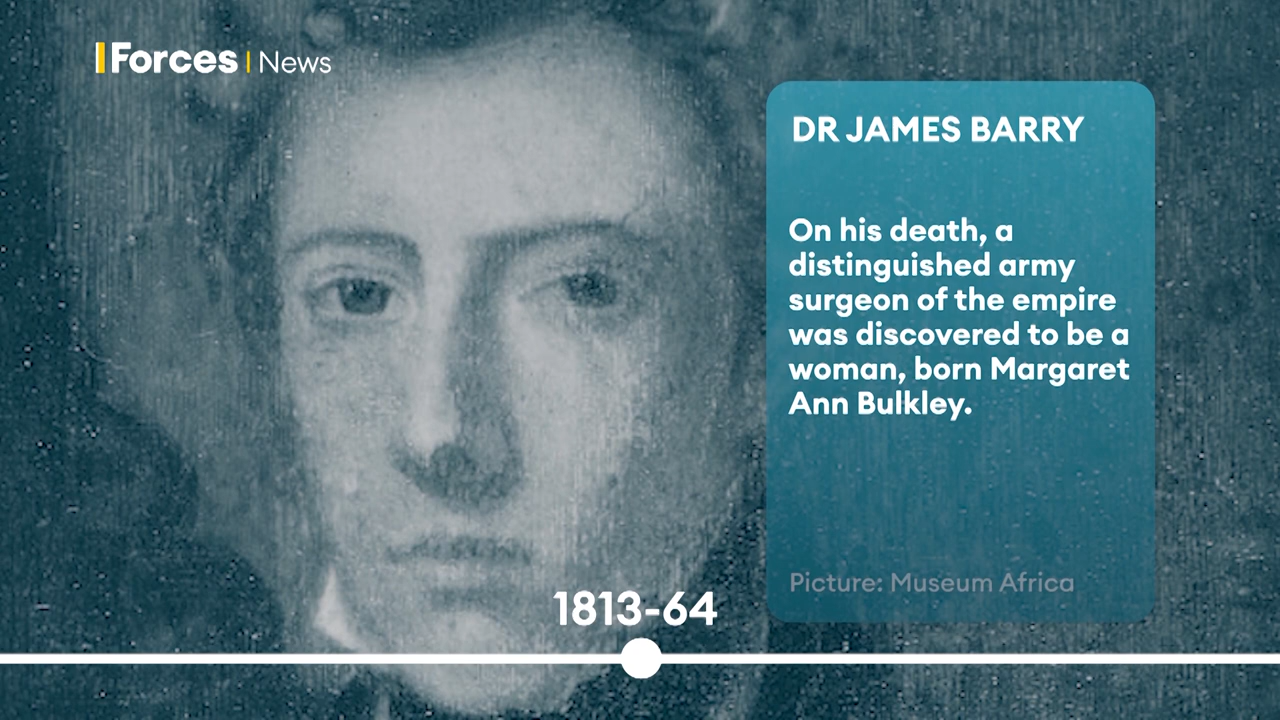 Forces News
DR JAMES BARRY
On his death, a
distinguished army
surgeon of the empire
was discovered to be a
woman, born Margaret
Ann Bulkley.
Picture: Museum Africa
1813-64